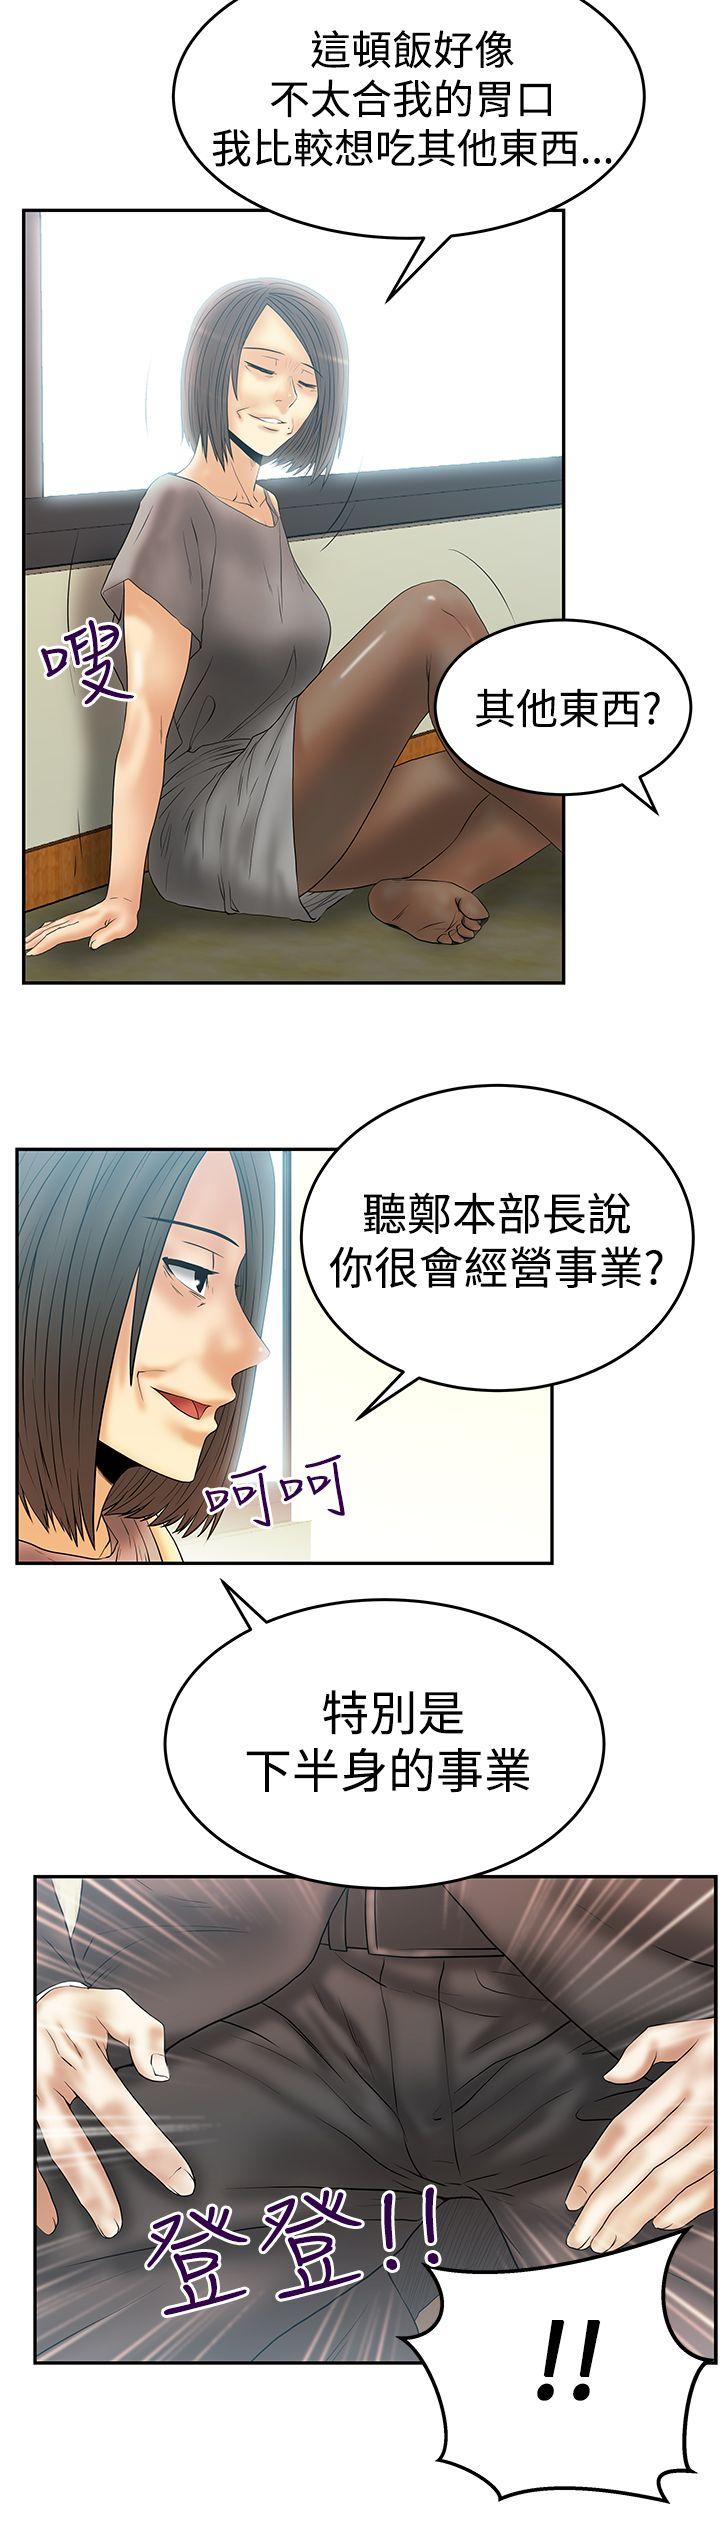 這頓飯好像
不太合我的胃口
我比較想吃其他東西...
嗖
其他東西?
聽鄭本部長說
你很會經營事業?
呵呵
特別是
下半身的事業
登登!!
!!